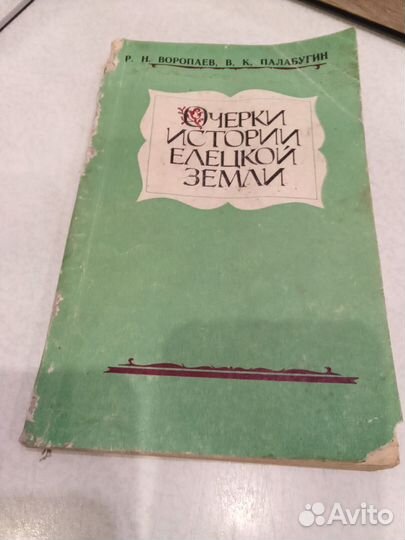 Р. Н. ВОРОПАЕВ, В. К. ПАЛАБУГИН
ОЧЕРКИ
ИСТОРИИ
ЕЛЕЦКОЙ
ЗЕМЛИ
Avito